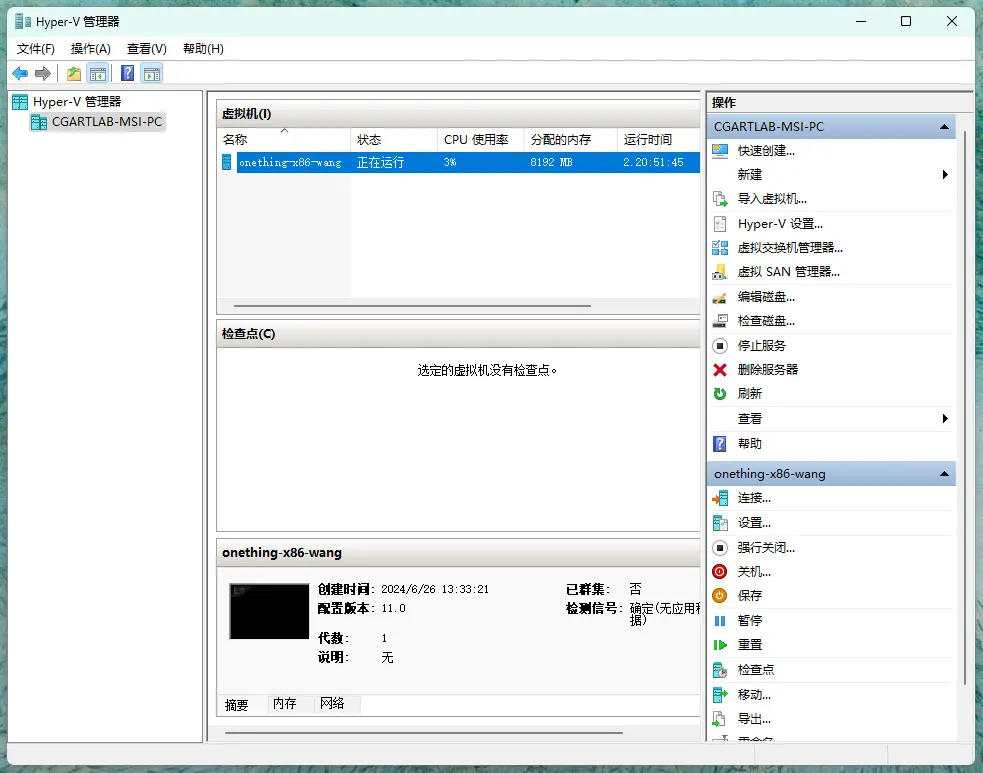 Hyper-V 管理器
文件(F) 操作(A) 查看(V) 帮助(H)
Hyper-V 管理器
CGARTLAB-MSI-PC
虚拟机(I)
名称 状态 CPU 使用率 分配的内存 运行时间
onething-x86-wang 正在运行 3% 8192 MB 2.20:51:45
检查点(C)
选定的虚拟机没有检查点。
onething-x86-wang
创建时间: 2024/6/26 13:33:21 已群集: 否
配置版本: 11.0 检测信号: 确定(无应用程
据)
代数: 1
说明: 无
摘要 内存 网络
操作
CGARTLAB-MSI-PC
快速创建...
新建
导入虚拟机...
Hyper-V 设置...
虚拟交换机管理器...
虚拟 SAN 管理器...
编辑磁盘...
检查磁盘...
停止服务
删除服务器
刷新
查看
帮助
onething-x86-wang
连接...
设置...
强行关闭...
关机...
保存
暂停
重置
检查点
移动...
导出...